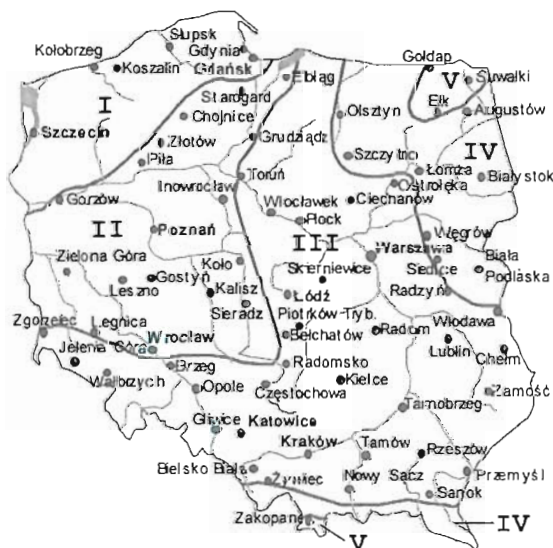 Słupsk
Gdynia
Kołobrzeg
Koszalin
Gdańsk
Elbląg
Gołdap
V
Suwałki
I
Starogard
Chojnice
Olsztyn
Ełk
Augustów
Szczecin
Złotów
Grudziądz
Szczytno
IV
Piła
Toruń
Łomża
Białystok
Ostrołęka
Gorzów
Inowrocław
Włocławek
Ciechanów
Płock
II
Poznań
III
Węgrów
Warszawa
Zielona Góra
Koło
Skierniewice
Siedlce
Biała
Podlaska
Gostyń
Leszno
Kalisz
Łódź
Radzyń
Sieradz
Piotrków-Tryb.
Zgorzelec
Legnica
Wrocław
Bełchatów
Radom
Włodawa
Jelenia Góra
Lublin
Chełm
Brzeg
Radomsko
Wałbrzych
Opole
Częstochowa
Kielce
Zamość
Tarnobrzeg
Gliwice
Katowice
Kraków
Tarnów
Rzeszów
Bielsko Biała
Żywiec
Nowy Sącz
Przemyśl
Sanok
Zakopane
V
IV